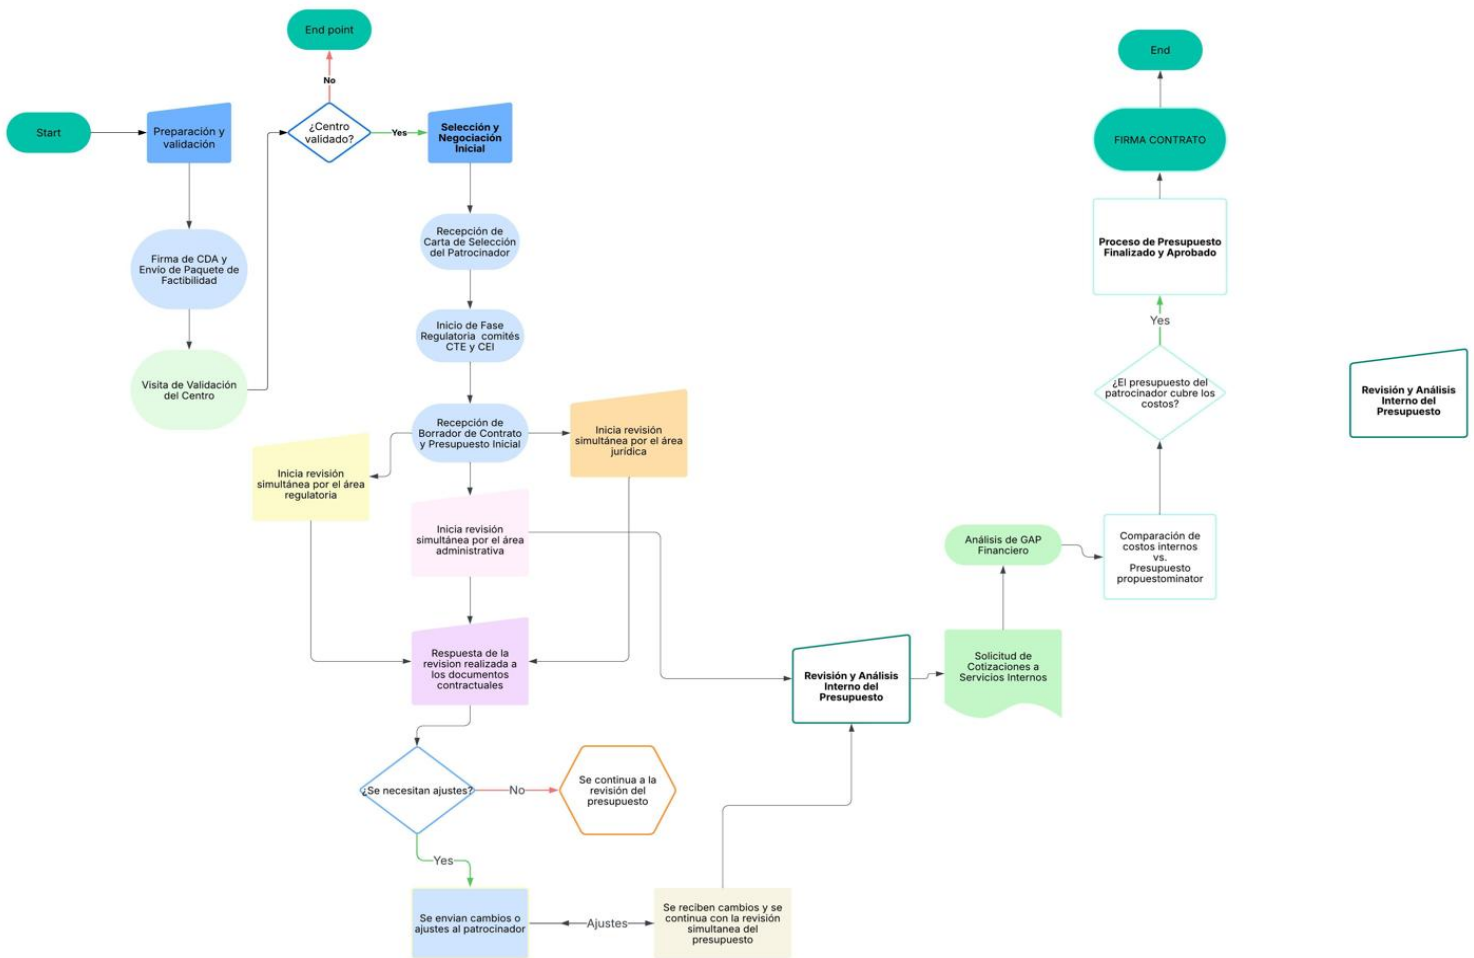 End point
No
Start
Preparación y
validación
¿Centro
validado?
Yes
Selección y
Negociación
Inicial
Firma de CDA y
Envío de Paquete de
Factibilidad
Visita de Validación
del Centro
Recepción de
Carta de Selección
del Patrocinador
Inicio de Fase
Regulatoria comités
CTE y CEI
Recepción de
Borrador de Contrato
y Presupuesto Inicial
Inicia revisión
simultánea por el área
jurídica
Inicia revisión
simultánea por el área
regulatoria
Inicia revisión
simultánea por el área
administrativa
Respuesta de la
revision realizada a
los documentos
contractuales
¿Se necesitan ajustes?
No
Se continua a la
revisión del
presupuesto
Yes
Se envian cambios o
ajustes al patrocinador
Ajustes
Se reciben cambios y se
continua con la revisión
simultanea del
presupuesto
Revisión y Análisis
Interno del
Presupuesto
Solicitud de
Cotizaciones a
Servicios Internos
Análisis de GAP
Financiero
Comparación de
costos internos
vs.
Presupuesto
propuestominator
¿El presupuesto del
patrocinador cubre los
costos?
Yes
Proceso de Presupuesto
Finalizado y Aprobado
FIRMA CONTRATO
End
Revisión y Análisis
Interno del
Presupuesto